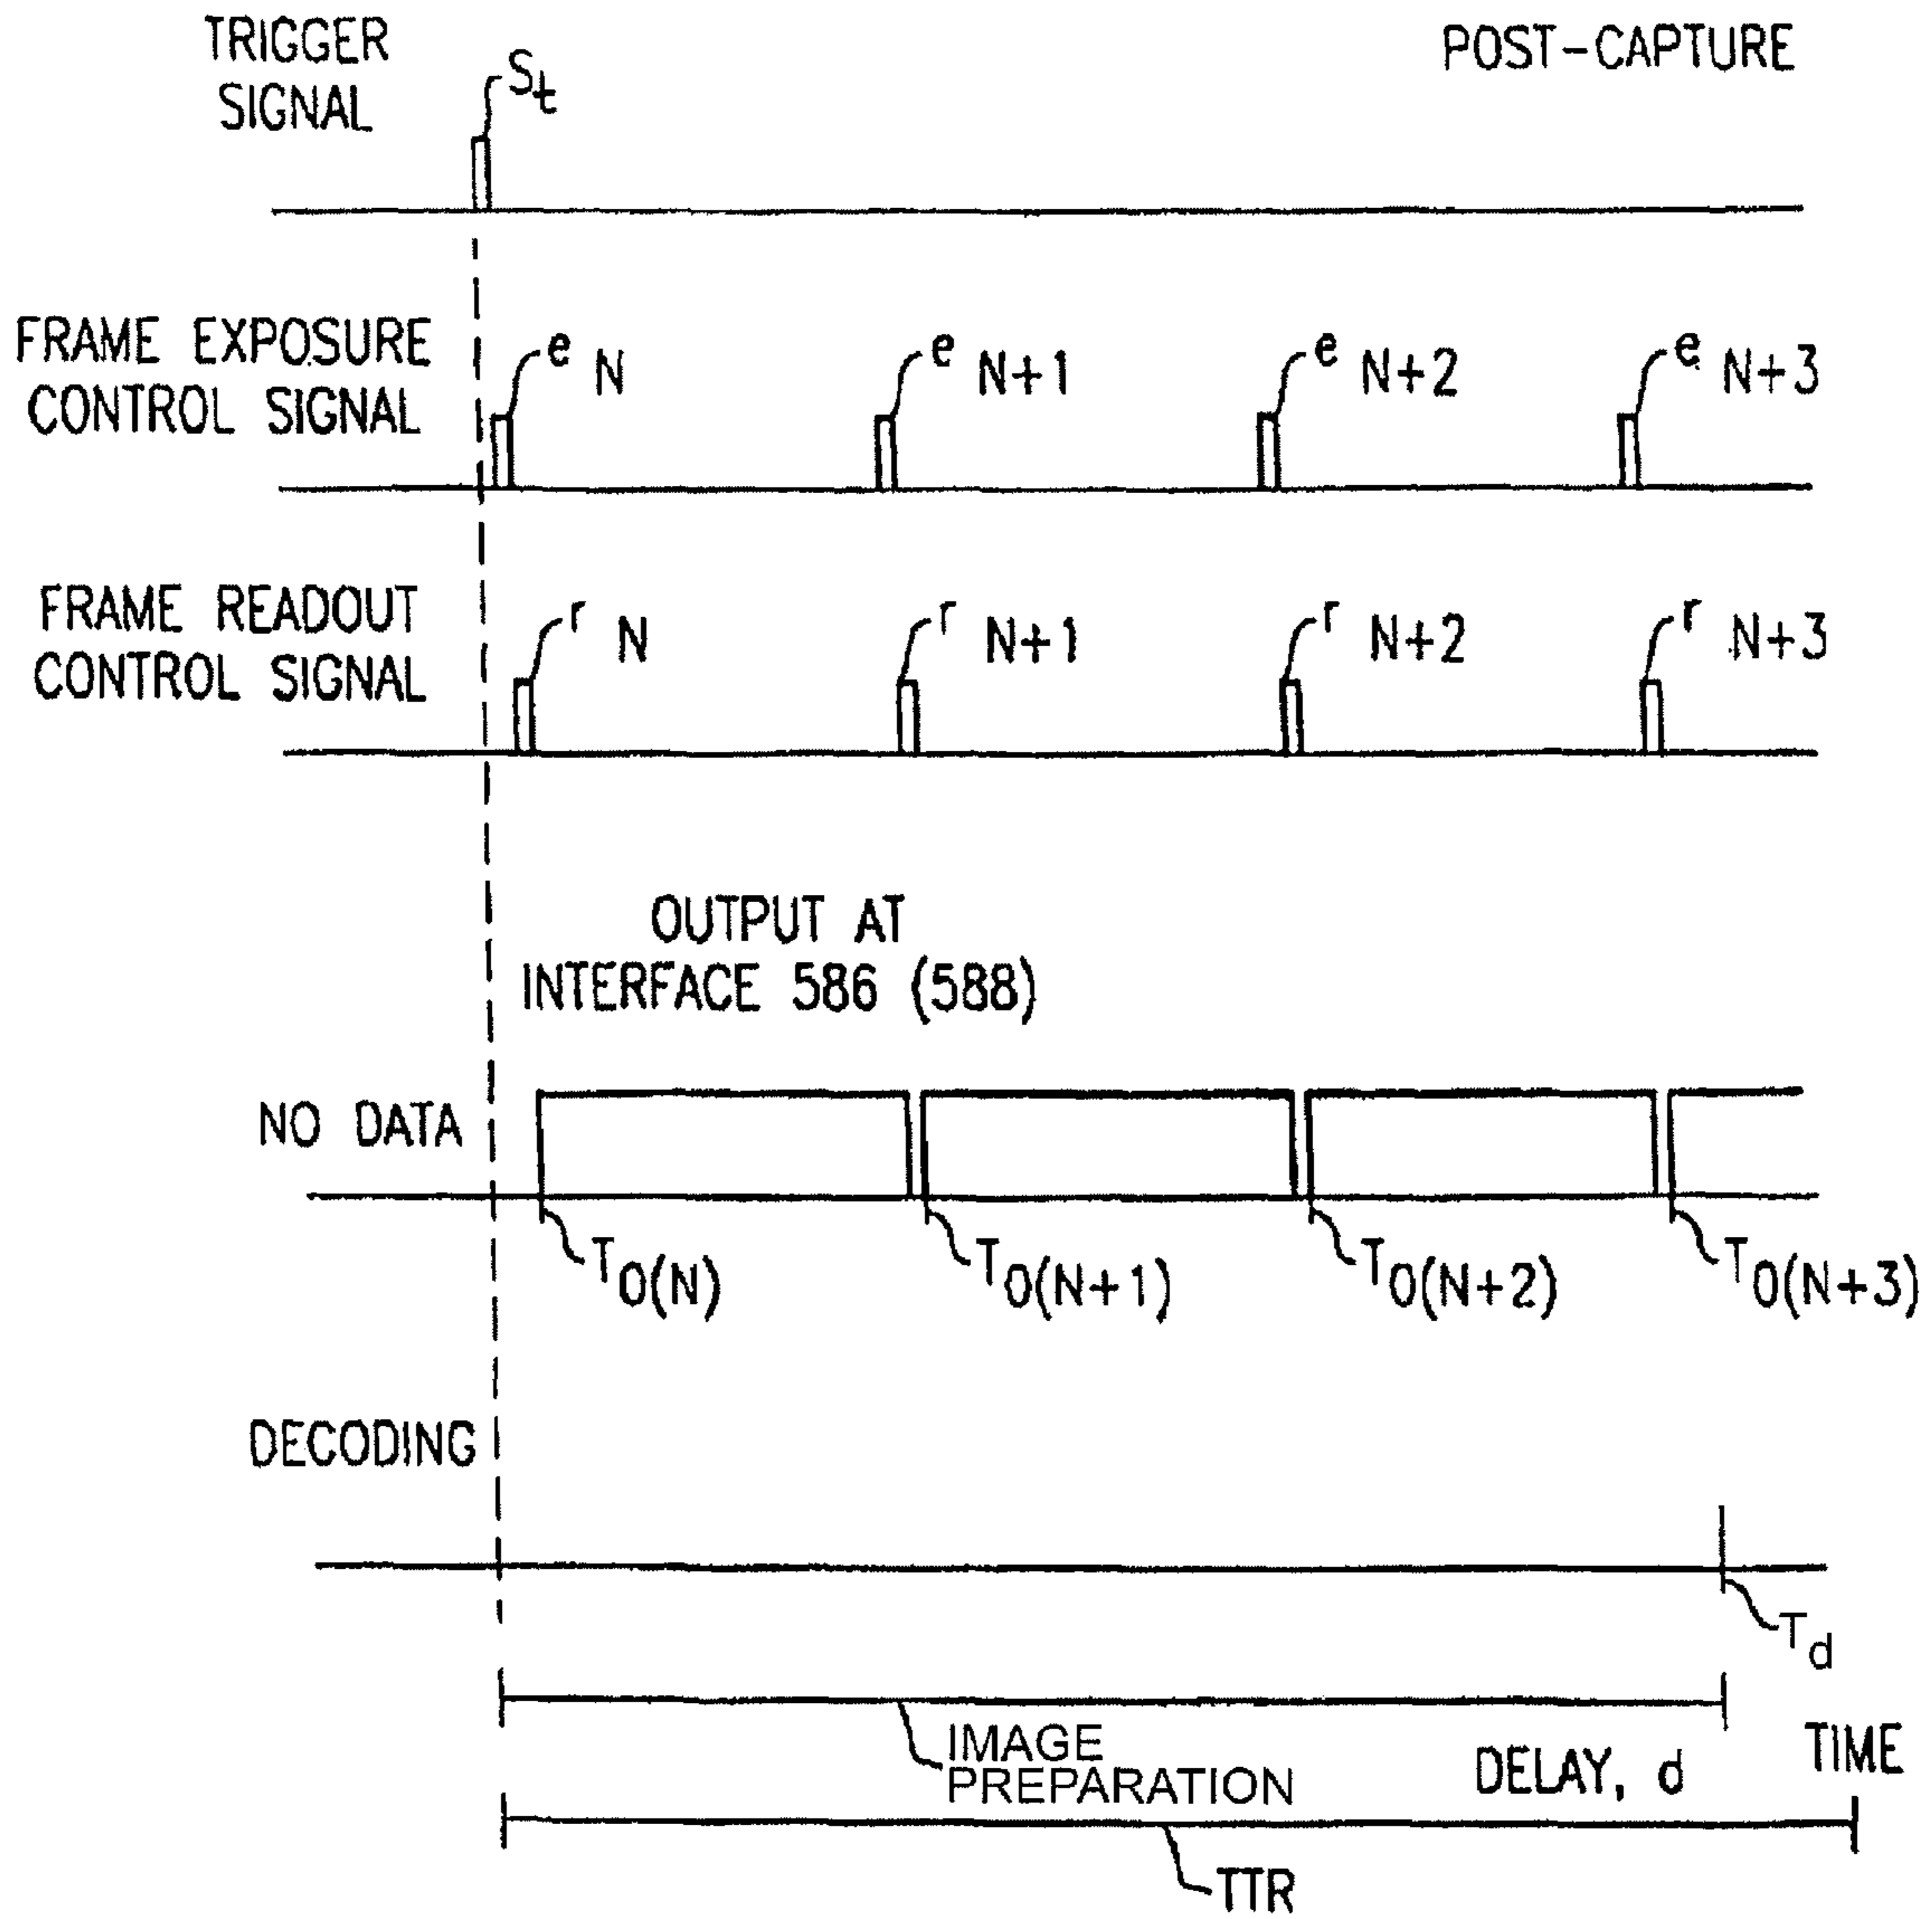 TRIGGER
SIGNAL
St
POST-CAPTURE
FRAME EXPOSURE
CONTROL SIGNAL
e N
e N+1
e N+2
e N+3
FRAME READOUT
CONTROL SIGNAL
r N
r N+1
r N+2
r N+3
OUTPUT AT
INTERFACE 586 (588)
NO DATA
TO(N)
TO(N+1)
TO(N+2)
TO(N+3)
DECODING
Td
IMAGE
PREPARATION
DELAY, d
TIME
TTR